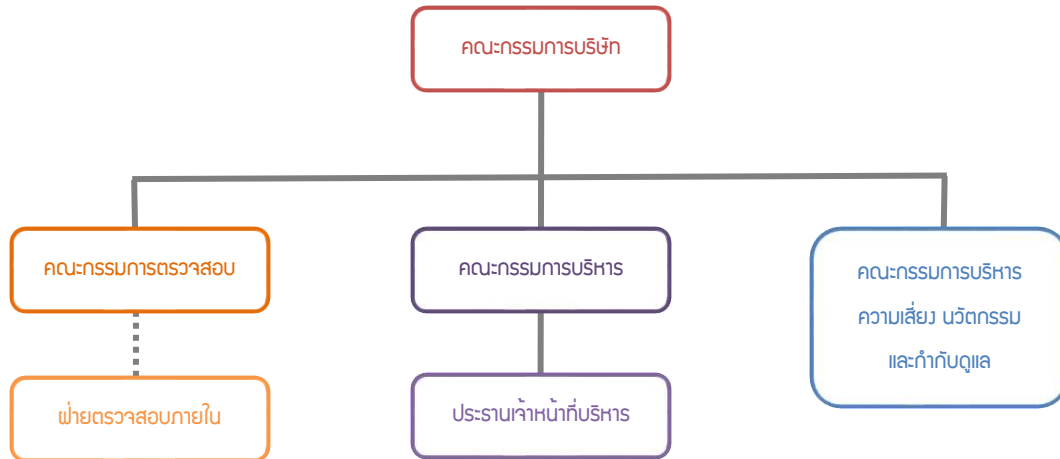 คณะกรรมการบริษัท
คณะกรรมการตรวจสอบ
คณะกรรมการบริหาร
คณะกรรมการบริหาร
ความเสี่ยง นวัตกรรม
และกำกับดูแล
ฝ่ายตรวจสอบภายใน
ประธานเจ้าหน้าที่บริหาร